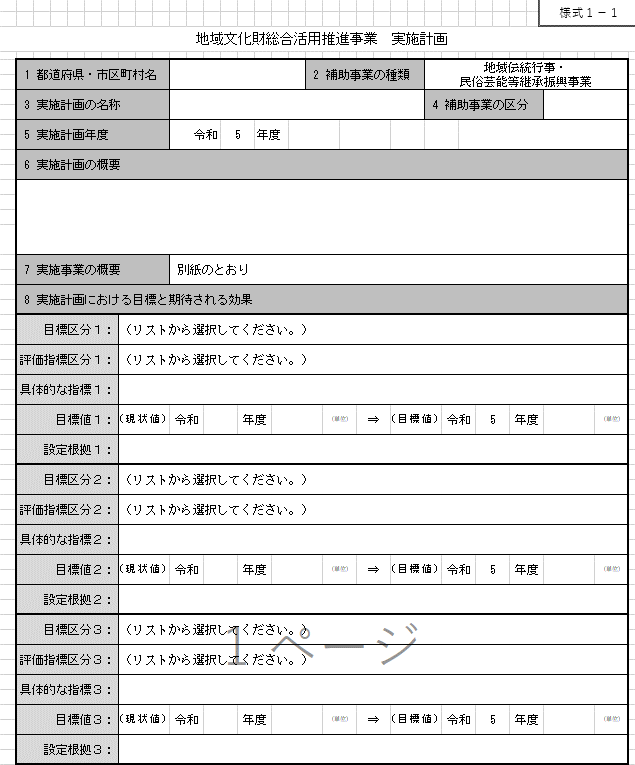 様式1－1
地域文化財総合活用推進事業　実施計画
1 都道府県・市区町村名
2 補助事業の種類
地域伝統行事・
民俗芸能等継承振興事業
3 実施計画の名称
4 補助事業の区分
5 実施計画年度 令和 5 年度
6 実施計画の概要
7 実施事業の概要 別紙のとおり
8 実施計画における目標と期待される効果
目標区分1： （リストから選択してください。）
評価指標区分1： （リストから選択してください。）
具体的な指標1：
目標値1： (現状値) 令和 年度 (単位) ⇒ (目標値) 令和 5 年度 (単位)
設定根拠1：
目標区分2： （リストから選択してください。）
評価指標区分2： （リストから選択してください。）
具体的な指標2：
目標値2： (現状値) 令和 年度 (単位) ⇒ (目標値) 令和 5 年度 (単位)
設定根拠2：
目標区分3： （リストから選択してください。）
評価指標区分3： （リストから選択してください。）
1 ページ
具体的な指標3：
目標値3： (現状値) 令和 年度 (単位) ⇒ (目標値) 令和 5 年度 (単位)
設定根拠3：